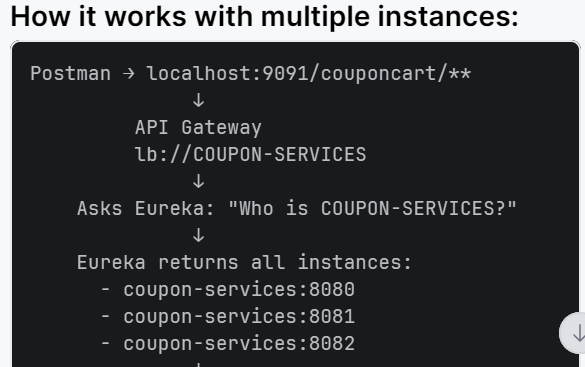 How it works with multiple instances:
Postman → localhost:9091/couponcart/**
↓
API Gateway
lb://COUPON-SERVICES
↓
Asks Eureka: "Who is COUPON-SERVICES?"
↓
Eureka returns all instances:
- coupon-services:8080
- coupon-services:8081
- coupon-services:8082